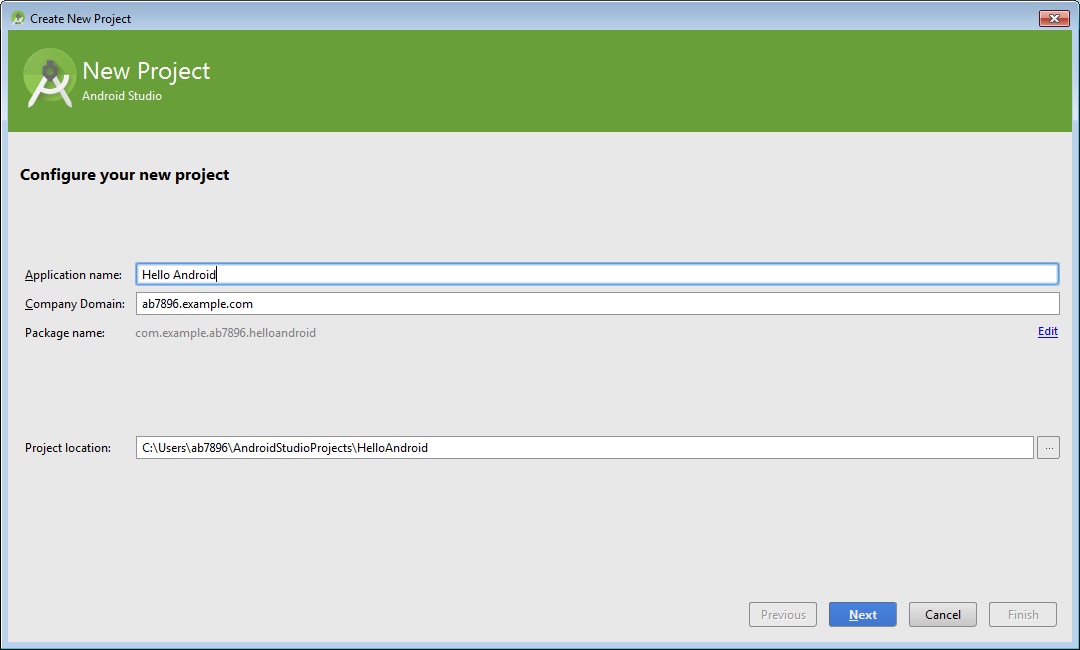 Create New Project
New Project
Android Studio
Configure your new project
Application name: Hello Android
Company Domain: ab7896.example.com
Package name: com.example.ab7896.helloandroid Edit
Project location: C:\Users\ab7896\AndroidStudioProjects\HelloAndroid ...
Previous Next Cancel Finish